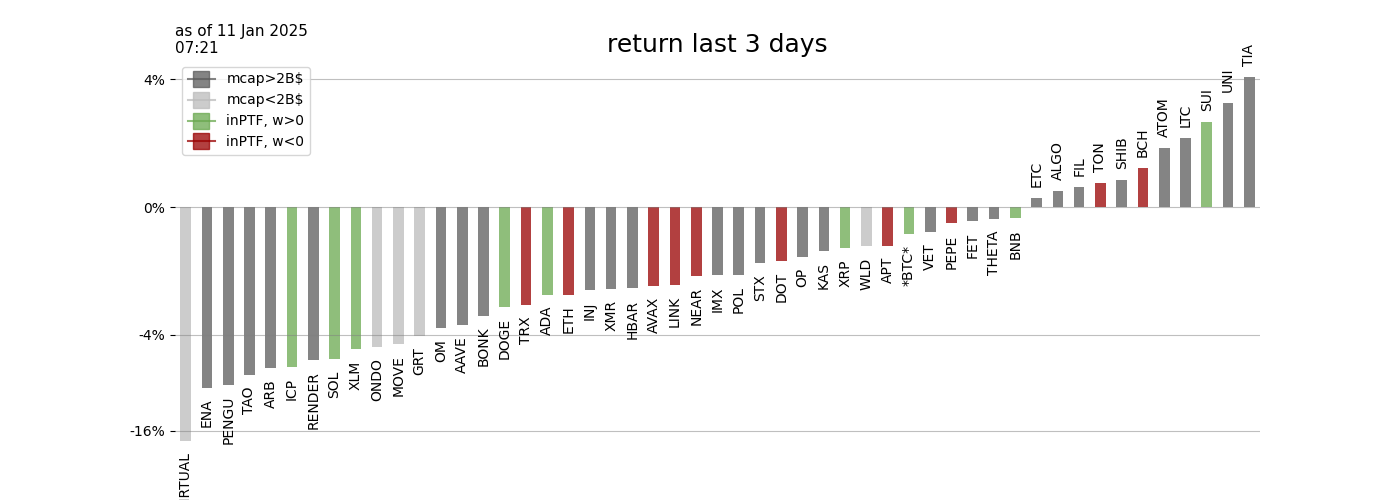 as of 11 Jan 2025
07:21
return last 3 days
mcap>2B$
mcap<2B$
inPTF, w>0
inPTF, w<0
4%
0%
-4%
-16%
RTUAL
ENA
PENGU
TAO
ARB
ICP
RENDER
SOL
XLM
ONDO
MOVE
GRT
OM
AAVE
BONK
DOGE
TRX
ADA
ETH
INJ
XMR
HBAR
AVAX
LINK
NEAR
IMX
POL
STX
DOT
OP
KAS
XRP
WLD
APT
*BTC*
VET
PEPE
FET
THETA
BNB
ETC
ALGO
FIL
TON
SHIB
BCH
ATOM
LTC
SUI
UNI
TIA